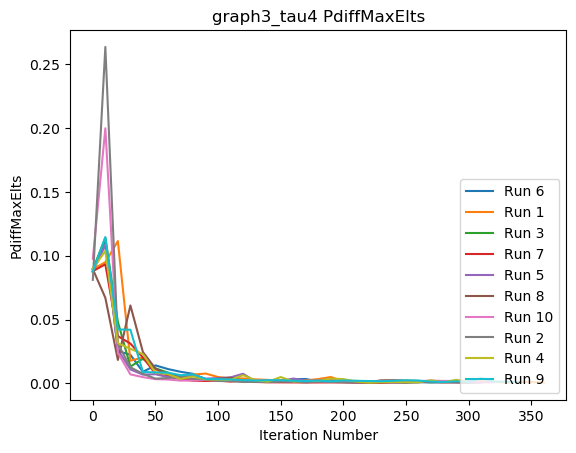 graph3_tau4 PdiffMaxElts
PdiffMaxElts
0.25
0.20
0.15
0.10
0.05
0.00
Run 6
Run 1
Run 3
Run 7
Run 5
Run 8
Run 10
Run 2
Run 4
Run 9
0 50 100 150 200 250 300 350
Iteration Number